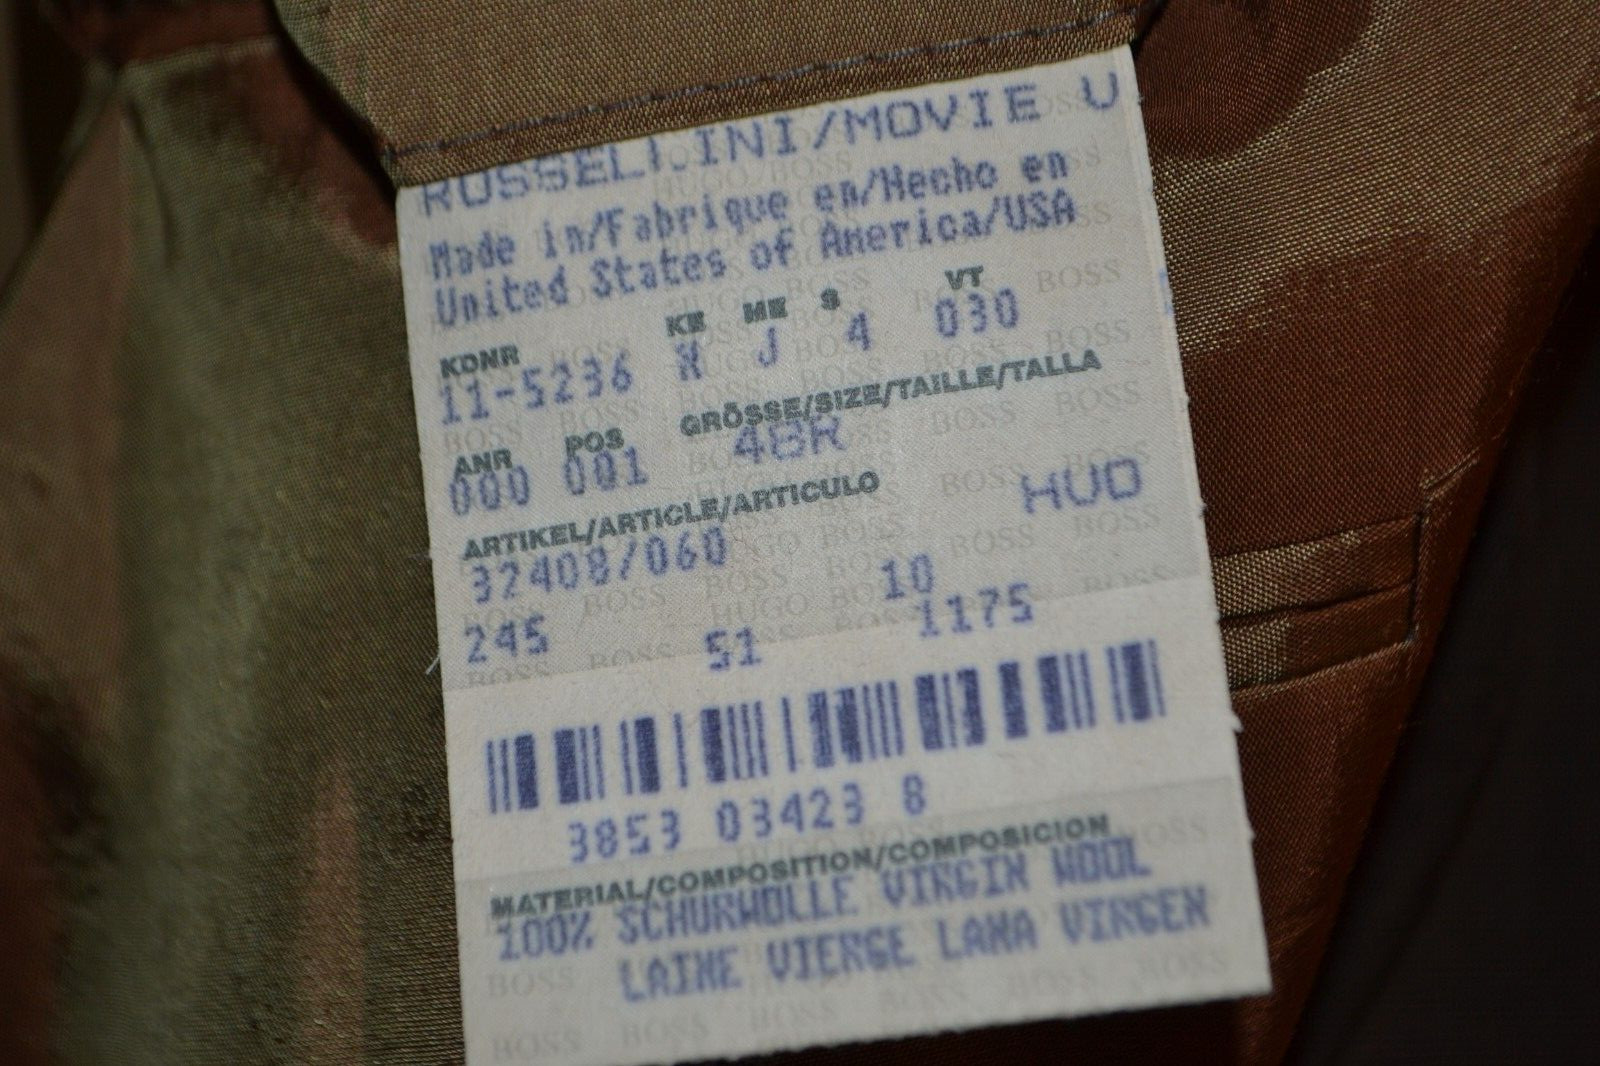 ROSSELLINI/MOVIE U
Made in/Fabrique en/Hecho en
United States of America/USA
KDNR KE ME S VT
11-5236 N J 4 030
ANR POS GRÖSSE/SIZE/TAILLE/TALLA
000 001 43R
ARTIKEL/ARTICLE/ARTICULO HUO
32408/060 10
245 51 1175
3853 03423 8
MATERIAL/COMPOSITION/COMPOSICION
100% SCHURWOLLE VIRGIN WOOL
LAINE VIERGE LANA VIRGEN